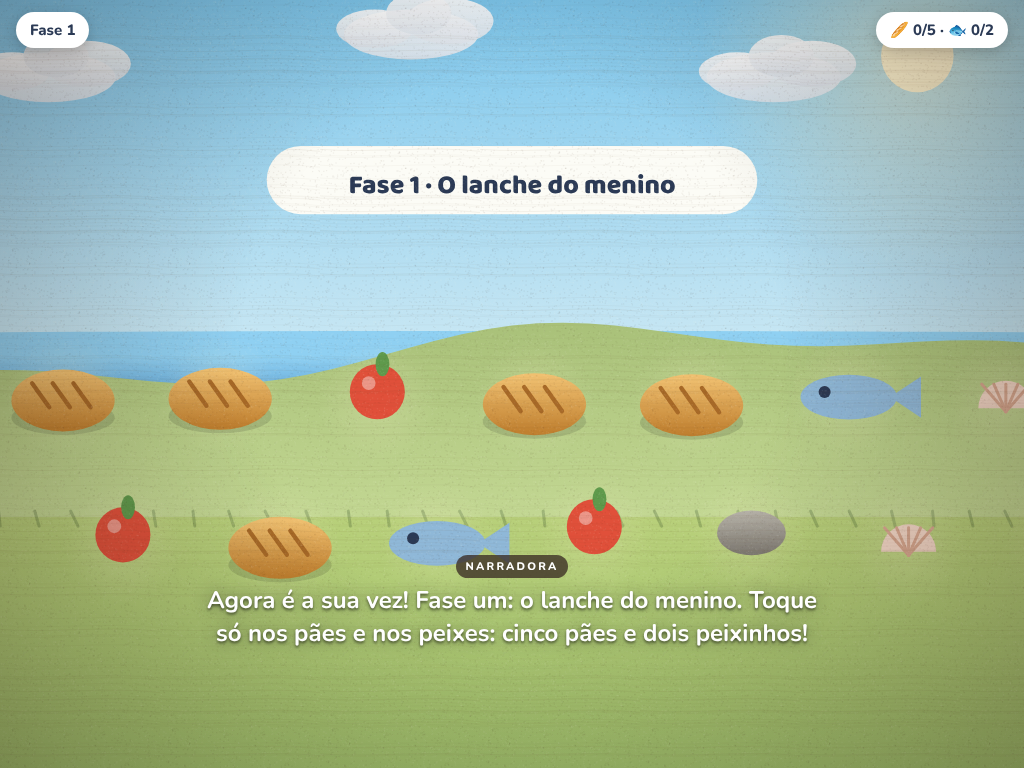 Fase 1
🥖 0/5 · 🐟 0/2
Fase 1 · O lanche do menino
NARRADORA
Agora é a sua vez! Fase um: o lanche do menino. Toque
só nos pães e nos peixes: cinco pães e dois peixinhos!